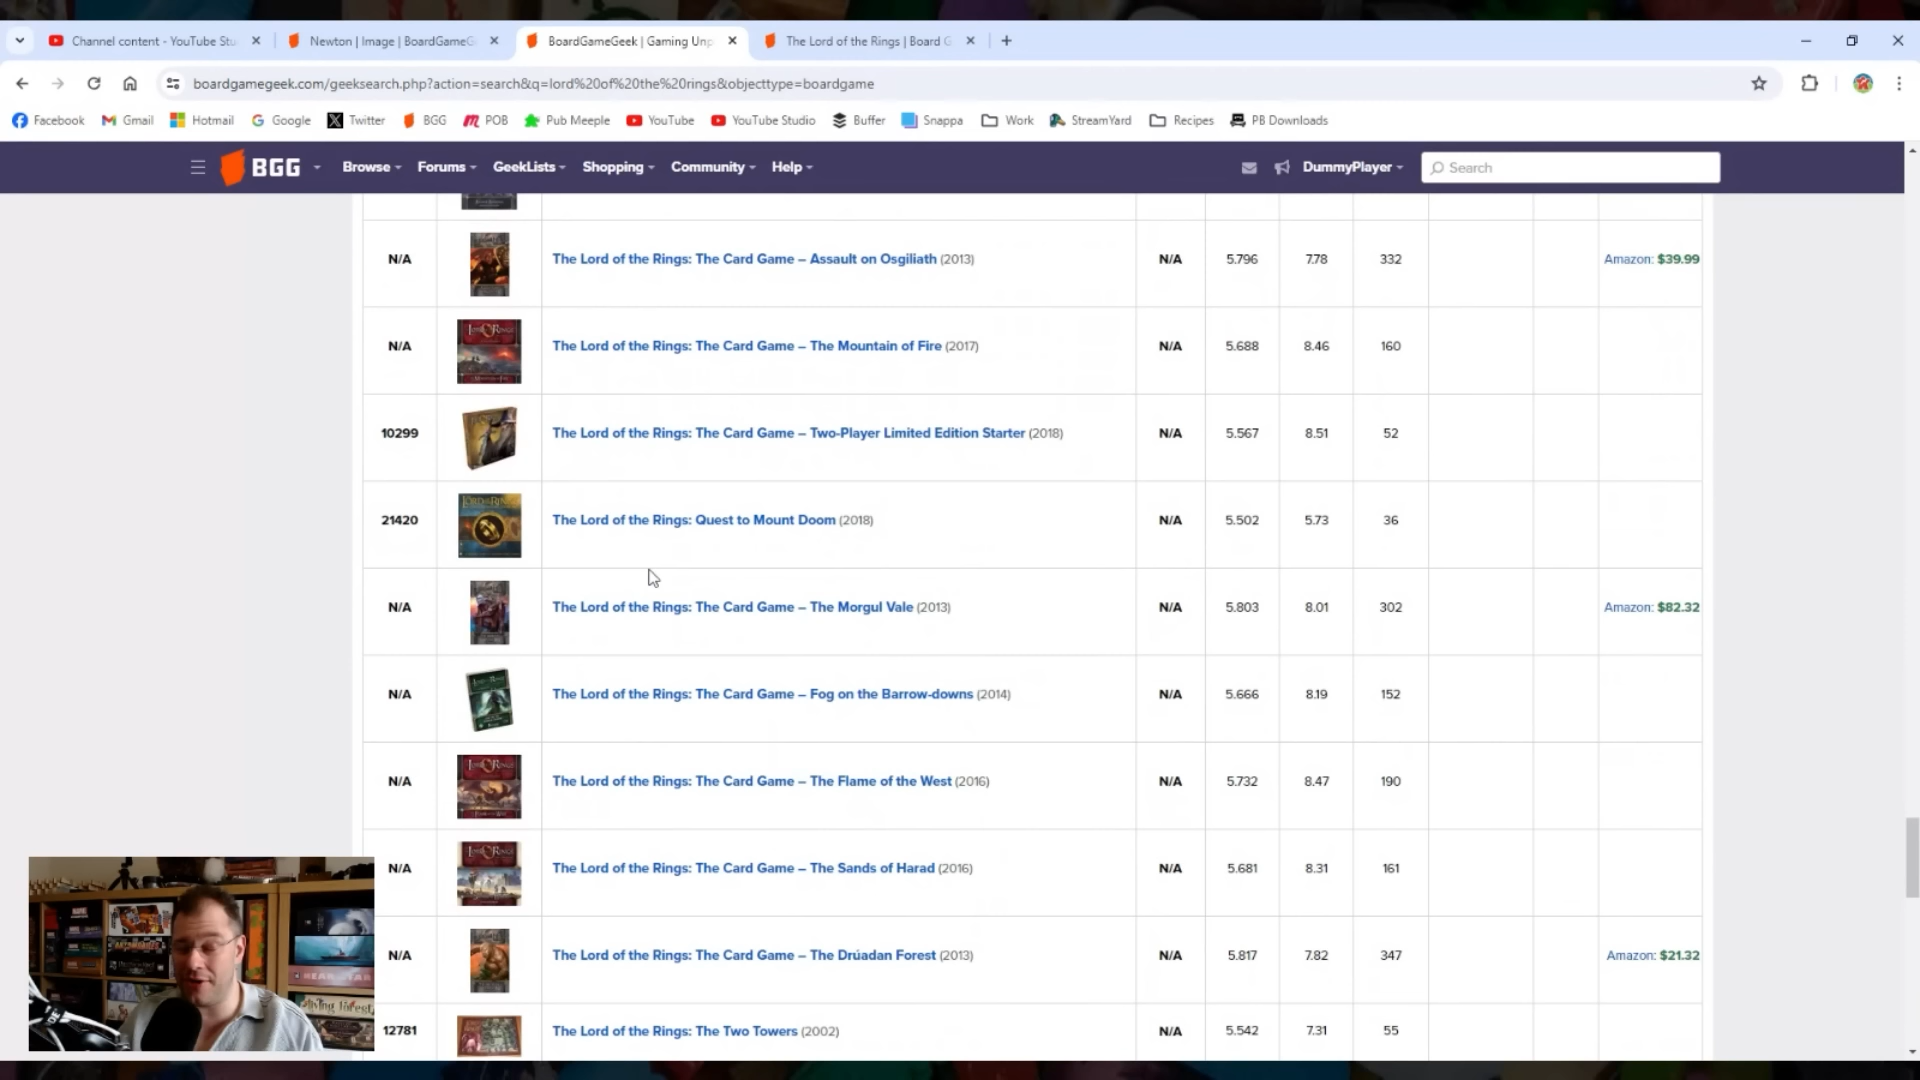 Channel content - YouTube Stu
Newton | Image | BoardGameG
BoardGameGeek | Gaming Unp
The Lord of the Rings | Board G
boardgamegeek.com/geeksearch.php?action=search&q=lord%20of%20the%20rings&objecttype=boardgame
Facebook Gmail Hotmail Google Twitter BGG POB Pub Meeple YouTube YouTube Studio Buffer Snappa Work StreamYard Recipes PB Downloads
BGG Browse Forums GeekLists Shopping Community Help DummyPlayer Search
N/A The Lord of the Rings: The Card Game – Assault on Osgiliath (2013) N/A 5.796 7.78 332 Amazon: $39.99
N/A The Lord of the Rings: The Card Game – The Mountain of Fire (2017) N/A 5.688 8.46 160
10299 The Lord of the Rings: The Card Game – Two-Player Limited Edition Starter (2018) N/A 5.567 8.51 52
21420 The Lord of the Rings: Quest to Mount Doom (2018) N/A 5.502 5.73 36
N/A The Lord of the Rings: The Card Game – The Morgul Vale (2013) N/A 5.803 8.01 302 Amazon: $82.32
N/A The Lord of the Rings: The Card Game – Fog on the Barrow-downs (2014) N/A 5.666 8.19 152
N/A The Lord of the Rings: The Card Game – The Flame of the West (2016) N/A 5.732 8.47 190
N/A The Lord of the Rings: The Card Game – The Sands of Harad (2016) N/A 5.681 8.31 161
N/A The Lord of the Rings: The Card Game – The Drúadan Forest (2013) N/A 5.817 7.82 347 Amazon: $21.32
12781 The Lord of the Rings: The Two Towers (2002) N/A 5.542 7.31 55
living forest